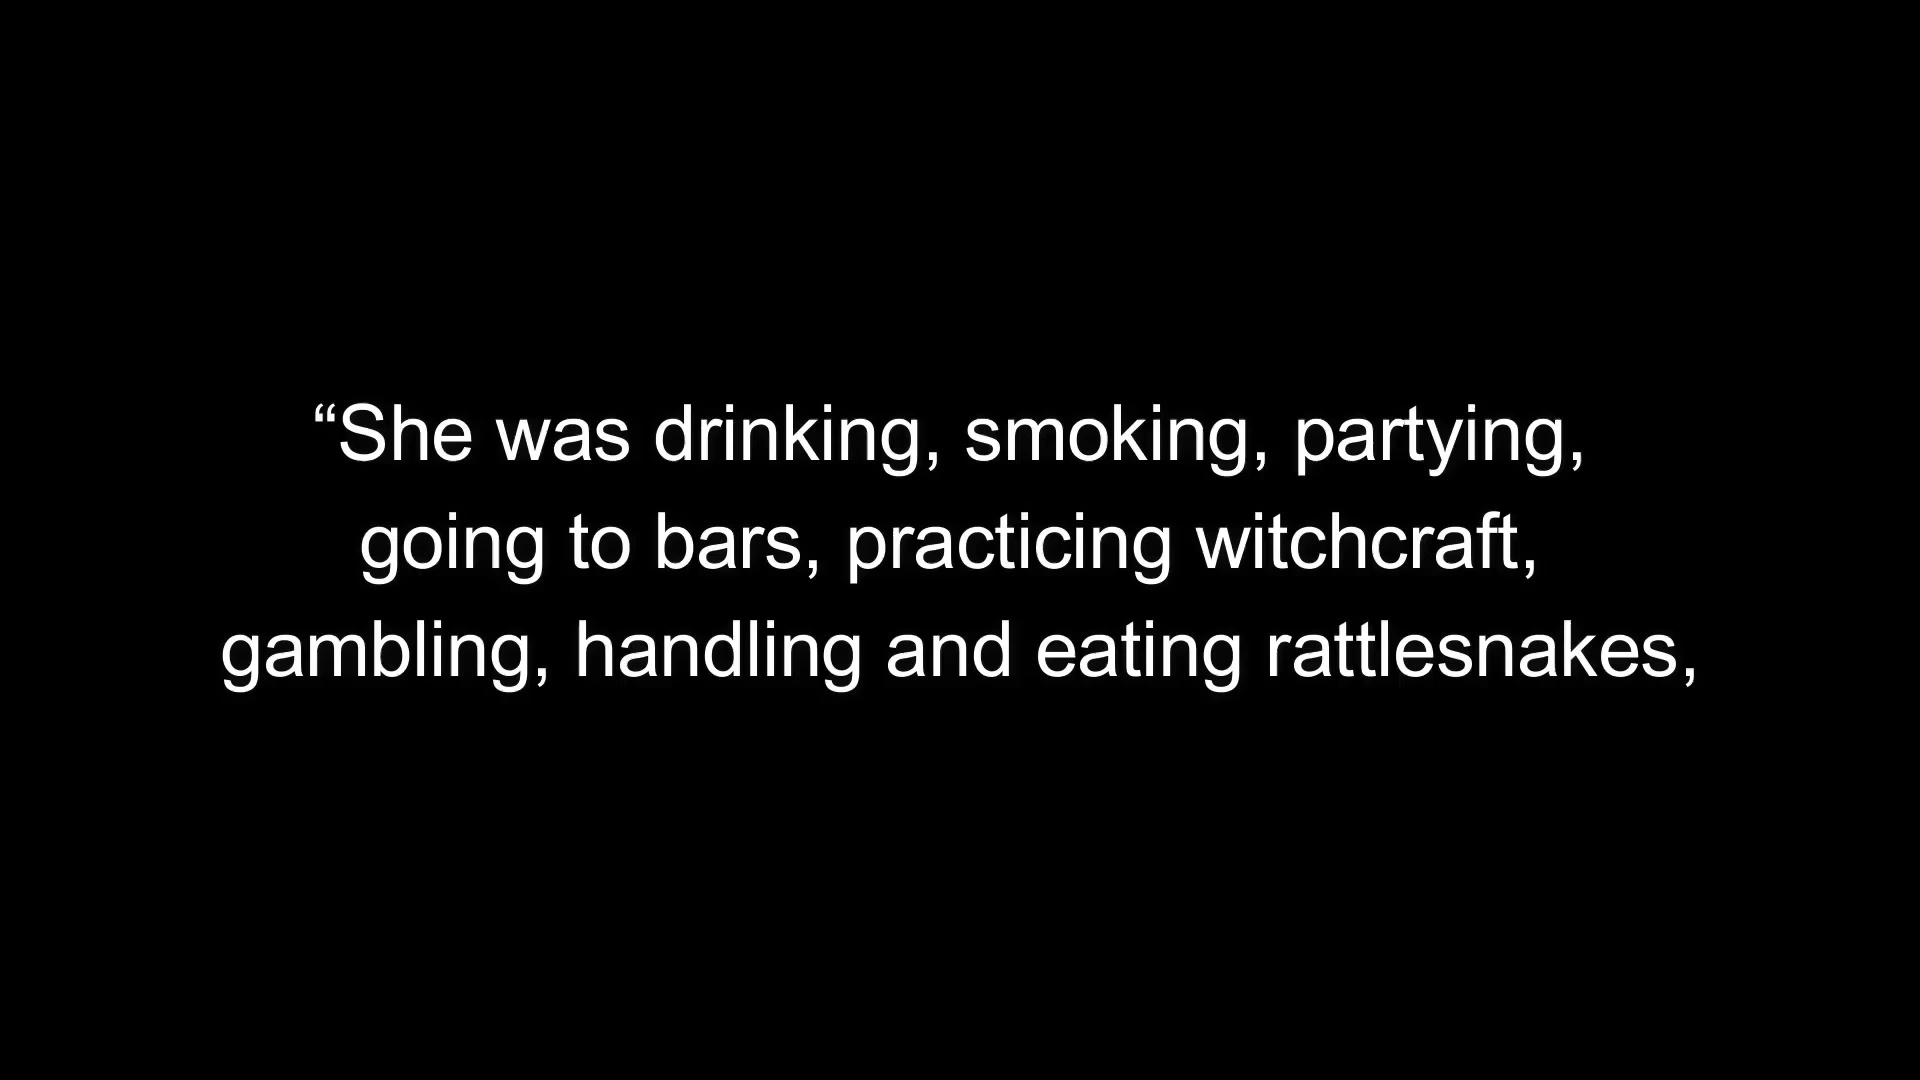 “She was drinking, smoking, partying,
going to bars, practicing witchcraft,
gambling, handling and eating rattlesnakes,